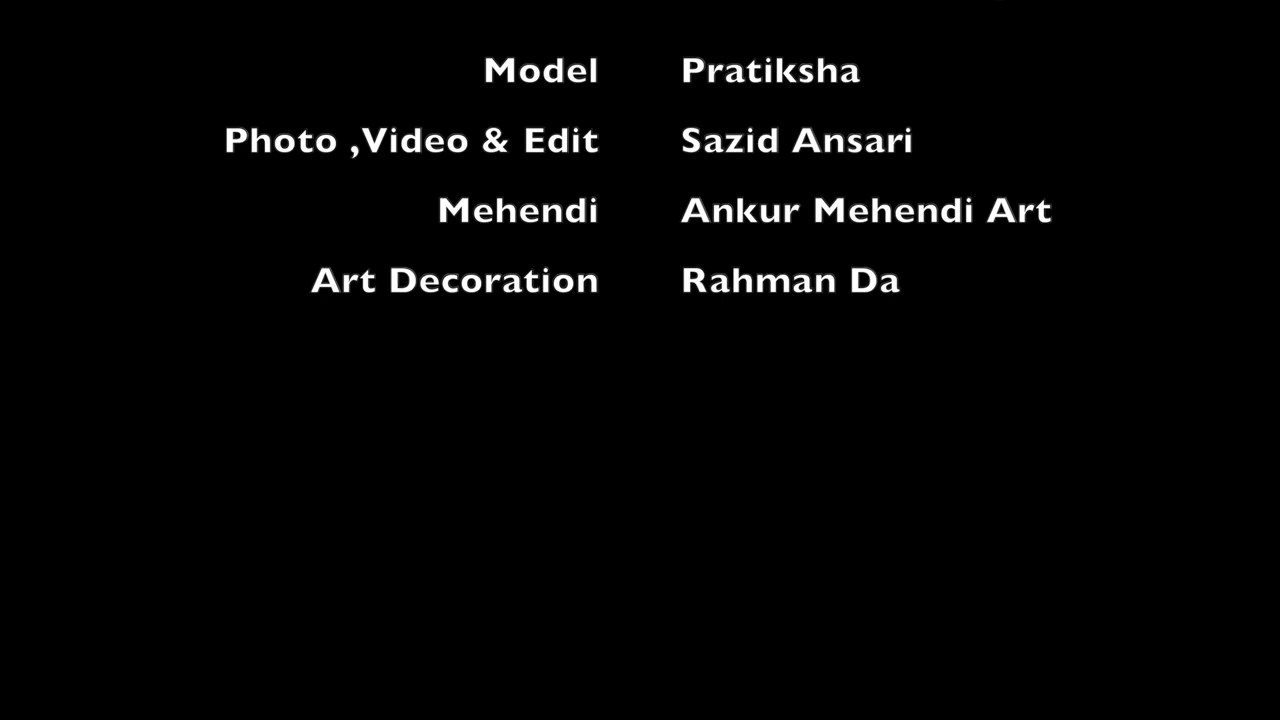 Model Pratiksha
Photo ,Video & Edit Sazid Ansari
Mehendi Ankur Mehendi Art
Art Decoration Rahman Da